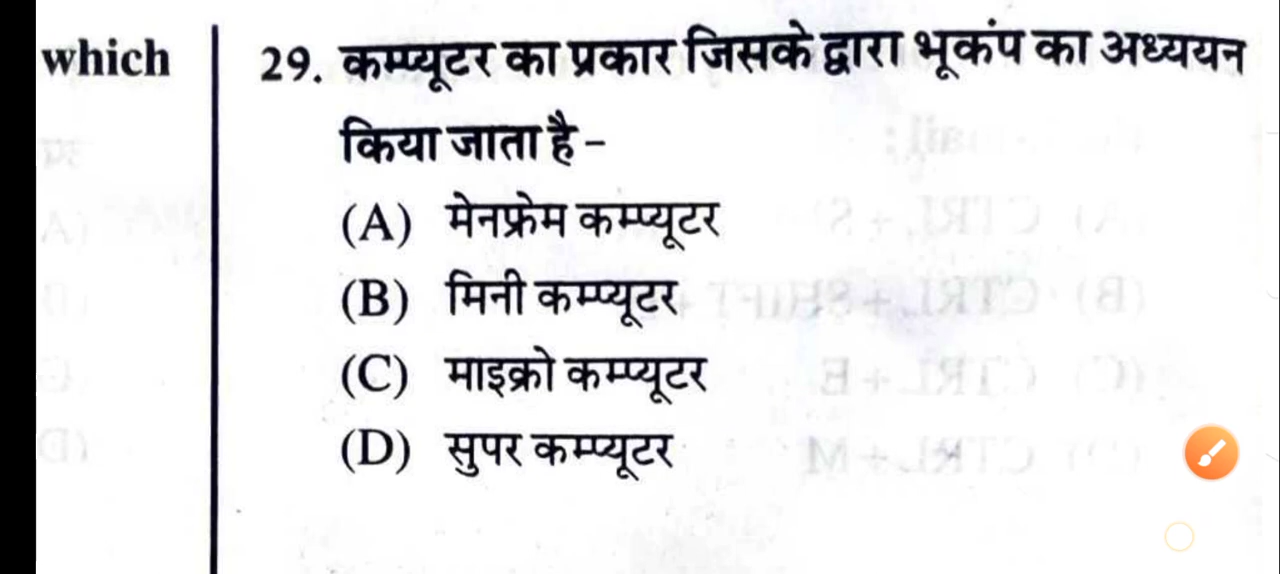 which
29. कम्प्यूटर का प्रकार जिसके द्वारा भूकंप का अध्ययन
किया जाता है -
(A) मेनफ्रेम कम्प्यूटर
(B) मिनी कम्प्यूटर
(C) माइक्रो कम्प्यूटर
(D) सुपर कम्प्यूटर